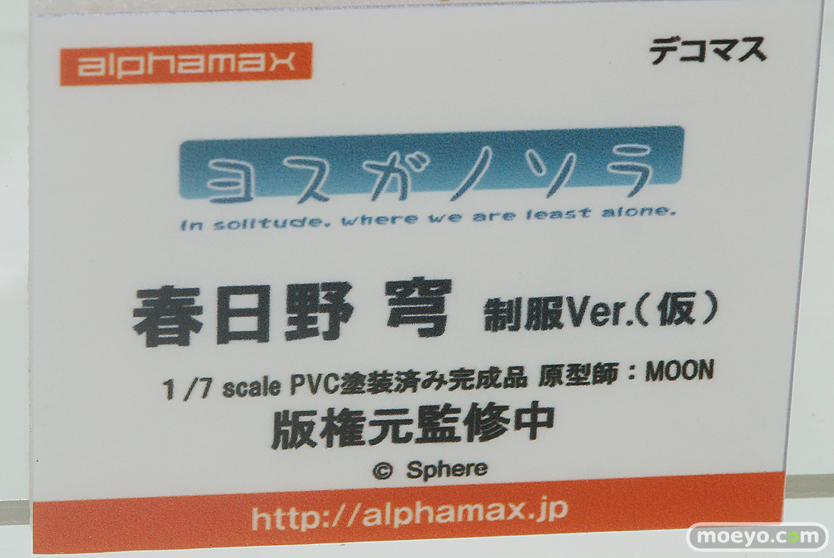 alphamax
デコマス
ヨスガノソラ
In solitude, where we are least alone.
春日野 穹 制服Ver.(仮)
1/7 scale PVC塗装済み完成品 原型師：MOON
版権元監修中
© Sphere
http://alphamax.jp
moeyo.com